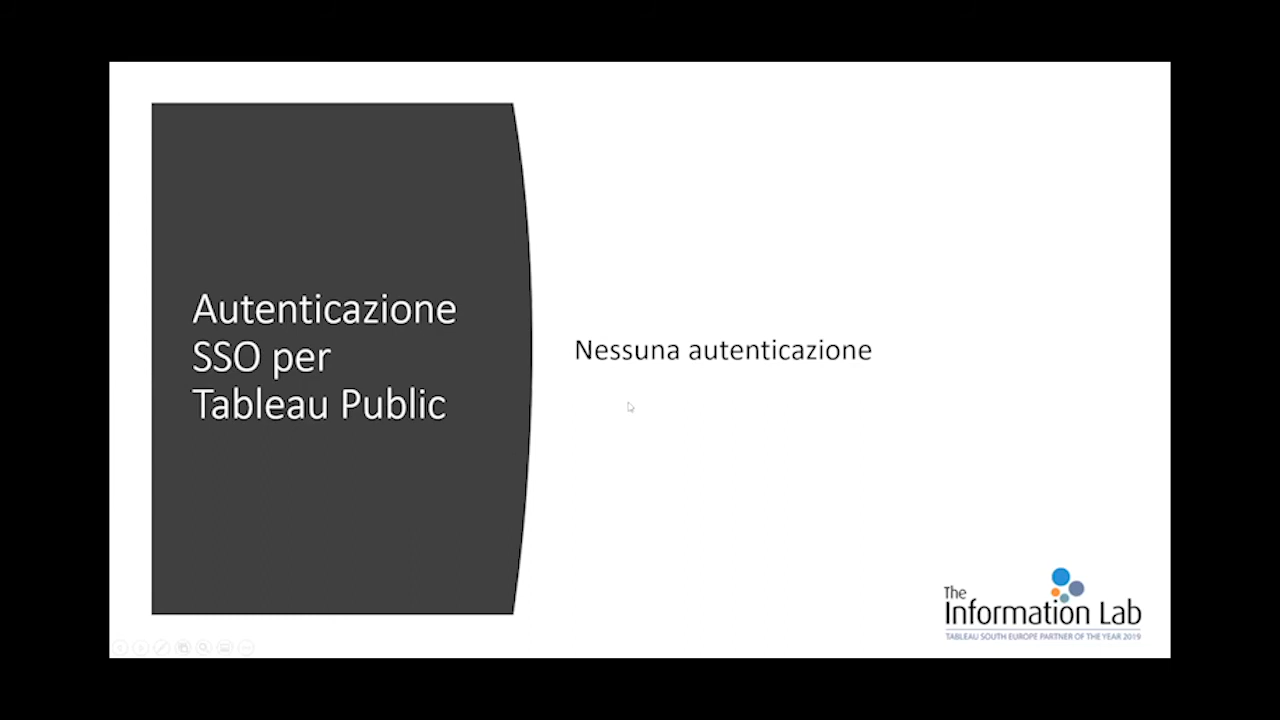 Autenticazione
SSO per
Tableau Public
Nessuna autenticazione
The
Information Lab
TABLEAU SOUTH EUROPE PARTNER OF THE YEAR 2019